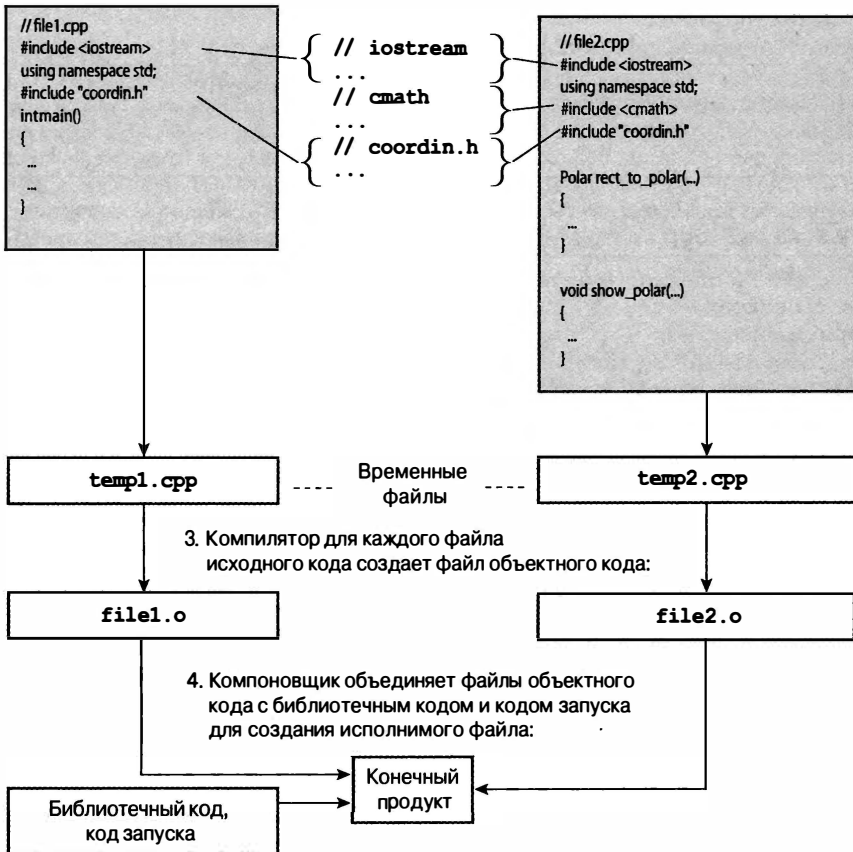 // file1.cpp
#include <iostream>
using namespace std;
#include "coordin.h"
intmain()
{
...
...
}
// iostream
...
// cmath
...
// coordin.h
...
// file2.cpp
#include <iostream>
using namespace std;
#include <cmath>
#include "coordin.h"
Polar rect_to_polar(...)
{
...
}
void show_polar(...)
{
...
}
temp1.cpp
Временные
файлы
temp2.cpp
3. Компилятор для каждого файла
исходного кода создает файл объектного кода:
file1.o
file2.o
4. Компоновщик объединяет файлы объектного
кода с библиотечным кодом и кодом запуска
для создания исполнимого файла:
Конечный
продукт
Библиотечный код,
код запуска